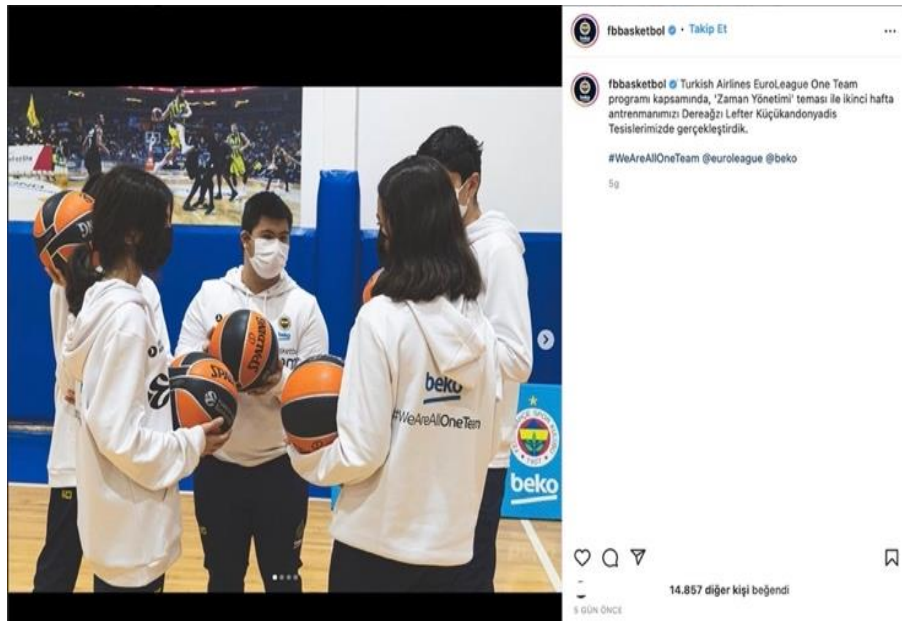 fbbasketbol • Takip Et
fbbasketbol Turkish Airlines EuroLeague One Team
programı kapsamında, 'Zaman Yönetimi' teması ile ikinci hafta
antrenmanımızı Dereağzı Lefter Küçükandonyadis
Tesislerimizde gerçekleştirdik.
#WeAreAllOneTeam @euroleague @beko
5g
SPALDING
SPAL
beko
#WeAreAllOneTeam
1907
beko
14.857 diğer kişi beğendi
5 GÜN ÖNCE